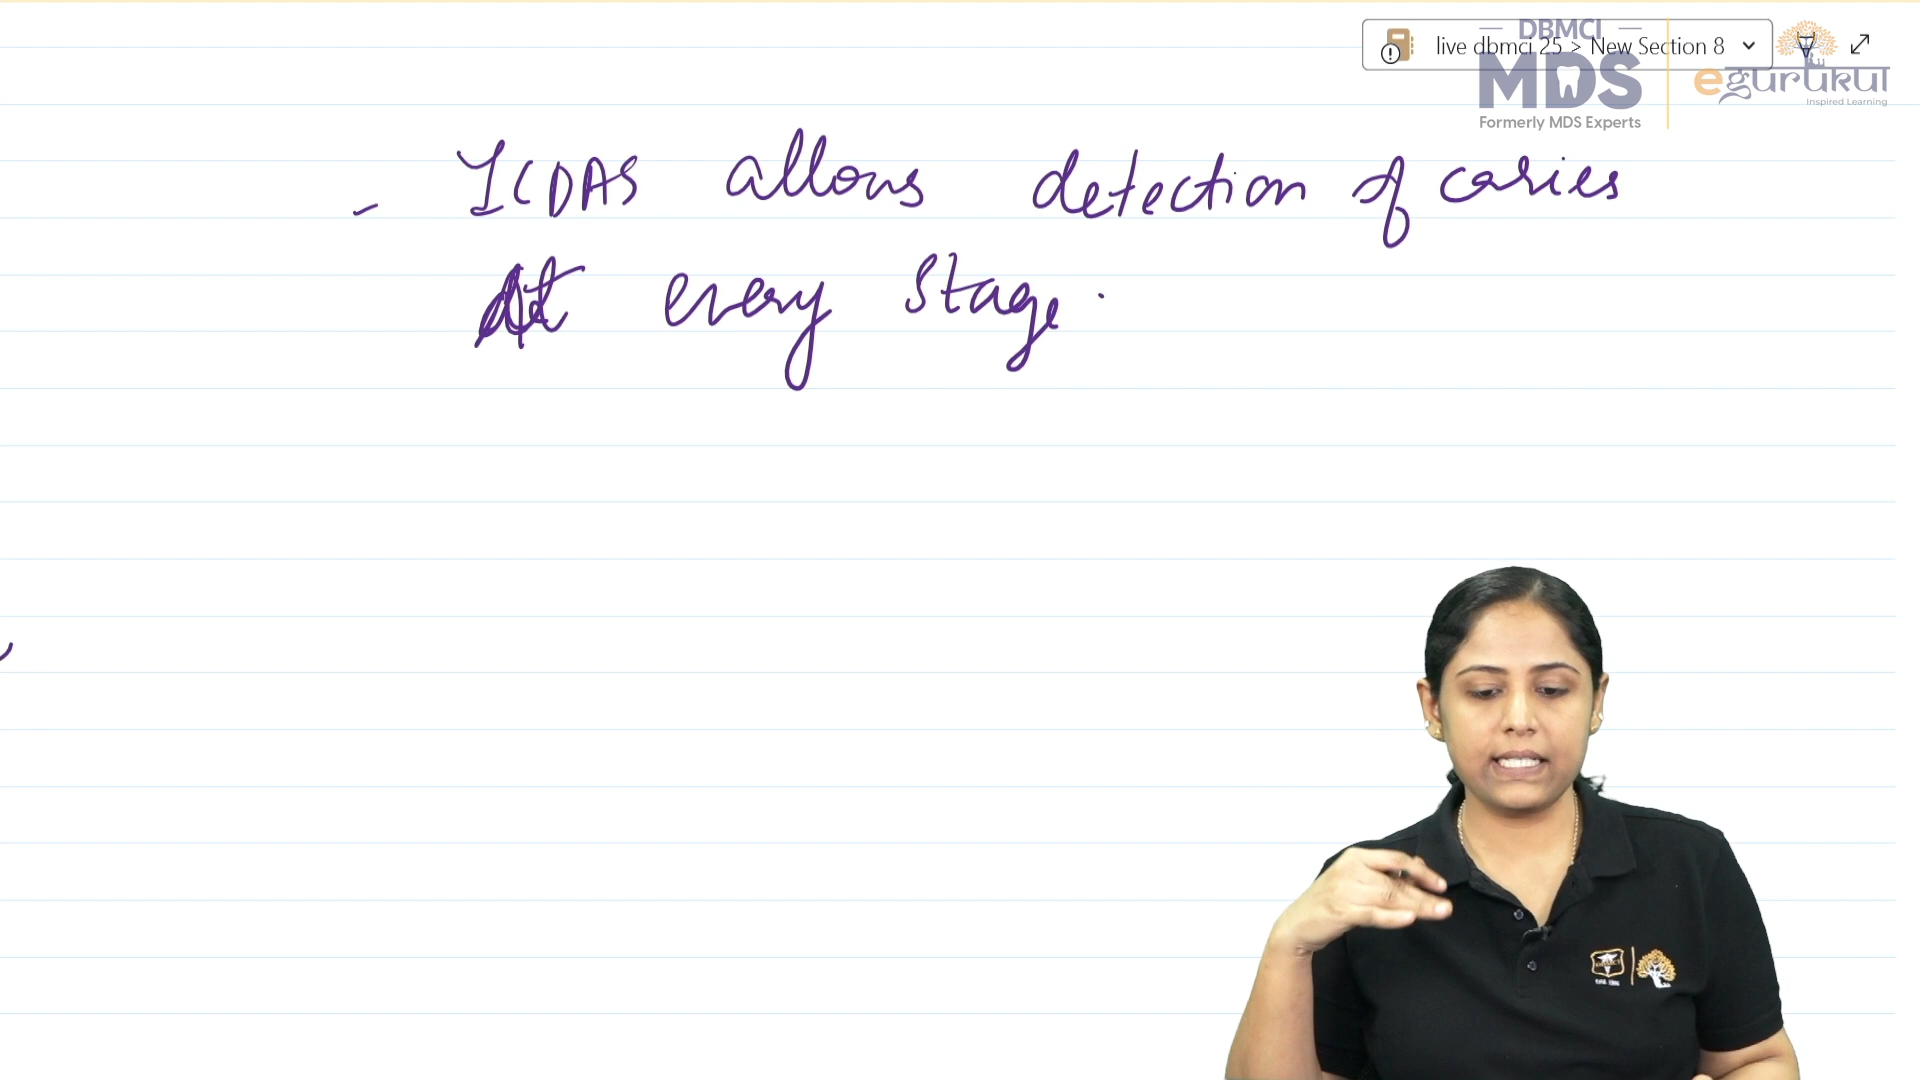 live dbmci 25 > New Section 8
DBMCI
MDS
Formerly MDS Experts
egurukul
Inspired Learning
- ICDAS allows detection of caries
At every stage.